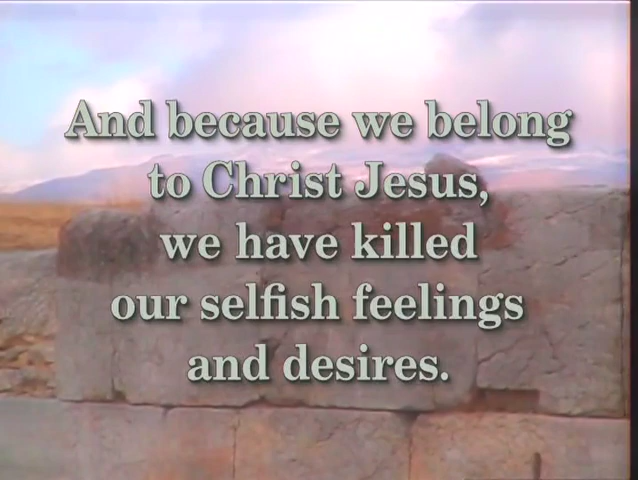 And because we belong
to Christ Jesus,
we have killed
our selfish feelings
and desires.